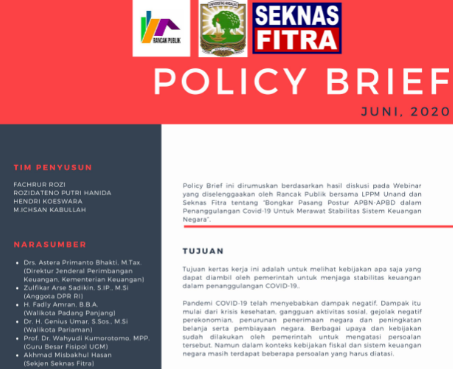 RANCAK PUBLIK
SEKNAS
FITRA
POLICY BRIEF
JUNI, 2020
TIM PENYUSUN
FACHRUR ROZI
ROZIDATENO PUTRI HANIDA
HENDRI KOESWARA
M.ICHSAN KABULLAH
NARASUMBER
• Drs. Astera Primanto Bhakti, M.Tax.
(Direktur Jenderal Perimbangan
Keuangan, Kementerian Keuangan)
• Zulfikar Arse Sadikin, S.IP., M.Si
(Anggota DPR RI)
• H. Fadly Amran, B.B.A.
(Walikota Padang Panjang)
• Dr. H. Genius Umar, S.Sos., M.Si
(Walikota Pariaman)
• Prof. Dr. Wahyudi Kumorotomo, MPP.
(Guru Besar Fisipol UGM)
• Akhmad Misbakhul Hasan
(Sekjen Seknas Fitra)
Policy Brief ini dirumuskan berdasarkan hasil diskusi pada Webinar
yang diselenggaakan oleh Rancak Publik bersama LPPM Unand dan
Seknas Fitra tentang "Bongkar Pasang Postur APBN-APBD dalam
Penanggulangan Covid-19 Untuk Merawat Stabilitas Sistem Keuangan
Negara".
TUJUAN
Tujuan kertas kerja ini adalah untuk melihat kebijakan apa saja yang
dapat diambil oleh pemerintah untuk menjaga stabilitas keuangan
dalam penanggulangan COVID-19.
Pandemi COVID-19 telah menyebabkan dampak negatif. Dampak itu
mulai dari krisis kesehatan, gangguan aktivitas sosial, gejolak negatif
perekonomian, penurunan penerimaan negara dan peningkatan
belanja serta pembiayaan negara. Berbagai upaya dan kebijakan
sudah dilakukan oleh pemerintah untuk mengatasi persoalan
tersebut. Namun dalam konteks kebijakan fiskal dan sistem keuangan
negara masih terdapat beberapa persoalan yang harus diatasi.